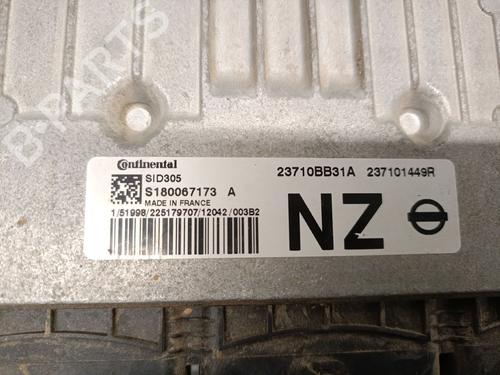 Continental
SID305
S180067173 A
MADE IN FRANCE
1/51998/225179707/12042/003B2
23710BB31A 237101449R
NZ
B-PARTS